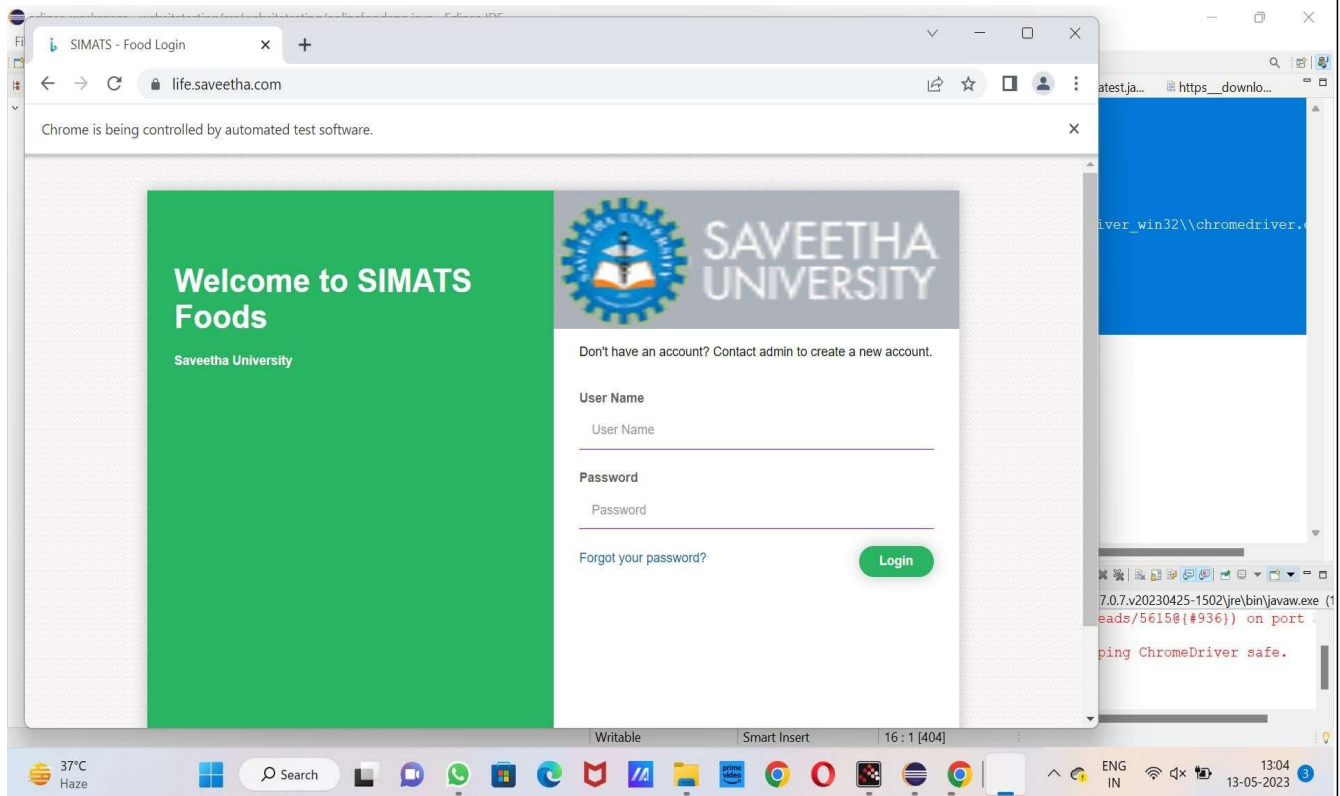 SIMATS - Food Login
life.saveetha.com
Chrome is being controlled by automated test software.
atest.ja...
https__downlo...
iver_win32\\chromedriver.
Welcome to SIMATS
Foods
Saveetha University
SAVEETHA
UNIVERSITY
Don't have an account? Contact admin to create a new account.
User Name
User Name
Password
Password
Forgot your password?
Login
7.0.7.v20230425-1502\jre\bin\javaw.exe (1
eads/5615@{#936}) on port
ping ChromeDriver safe.
Writable
Smart Insert
16 : 1 [404]
37°C
Haze
Search
prime video
ENG
IN
13:04
13-05-2023
3